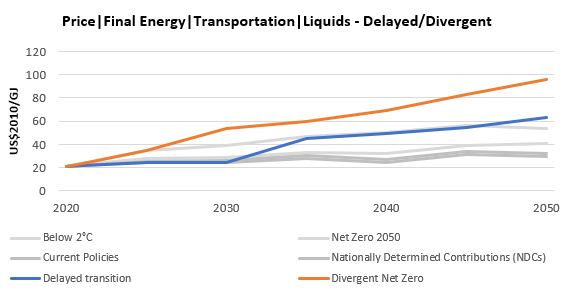 Price|Final Energy|Transportation|Liquids - Delayed/Divergent
US$2010/GJ
120
100
80
60
40
20
0
2020 2030 2040 2050
Below 2°C Net Zero 2050
Current Policies Nationally Determined Contributions (NDCs)
Delayed transition Divergent Net Zero